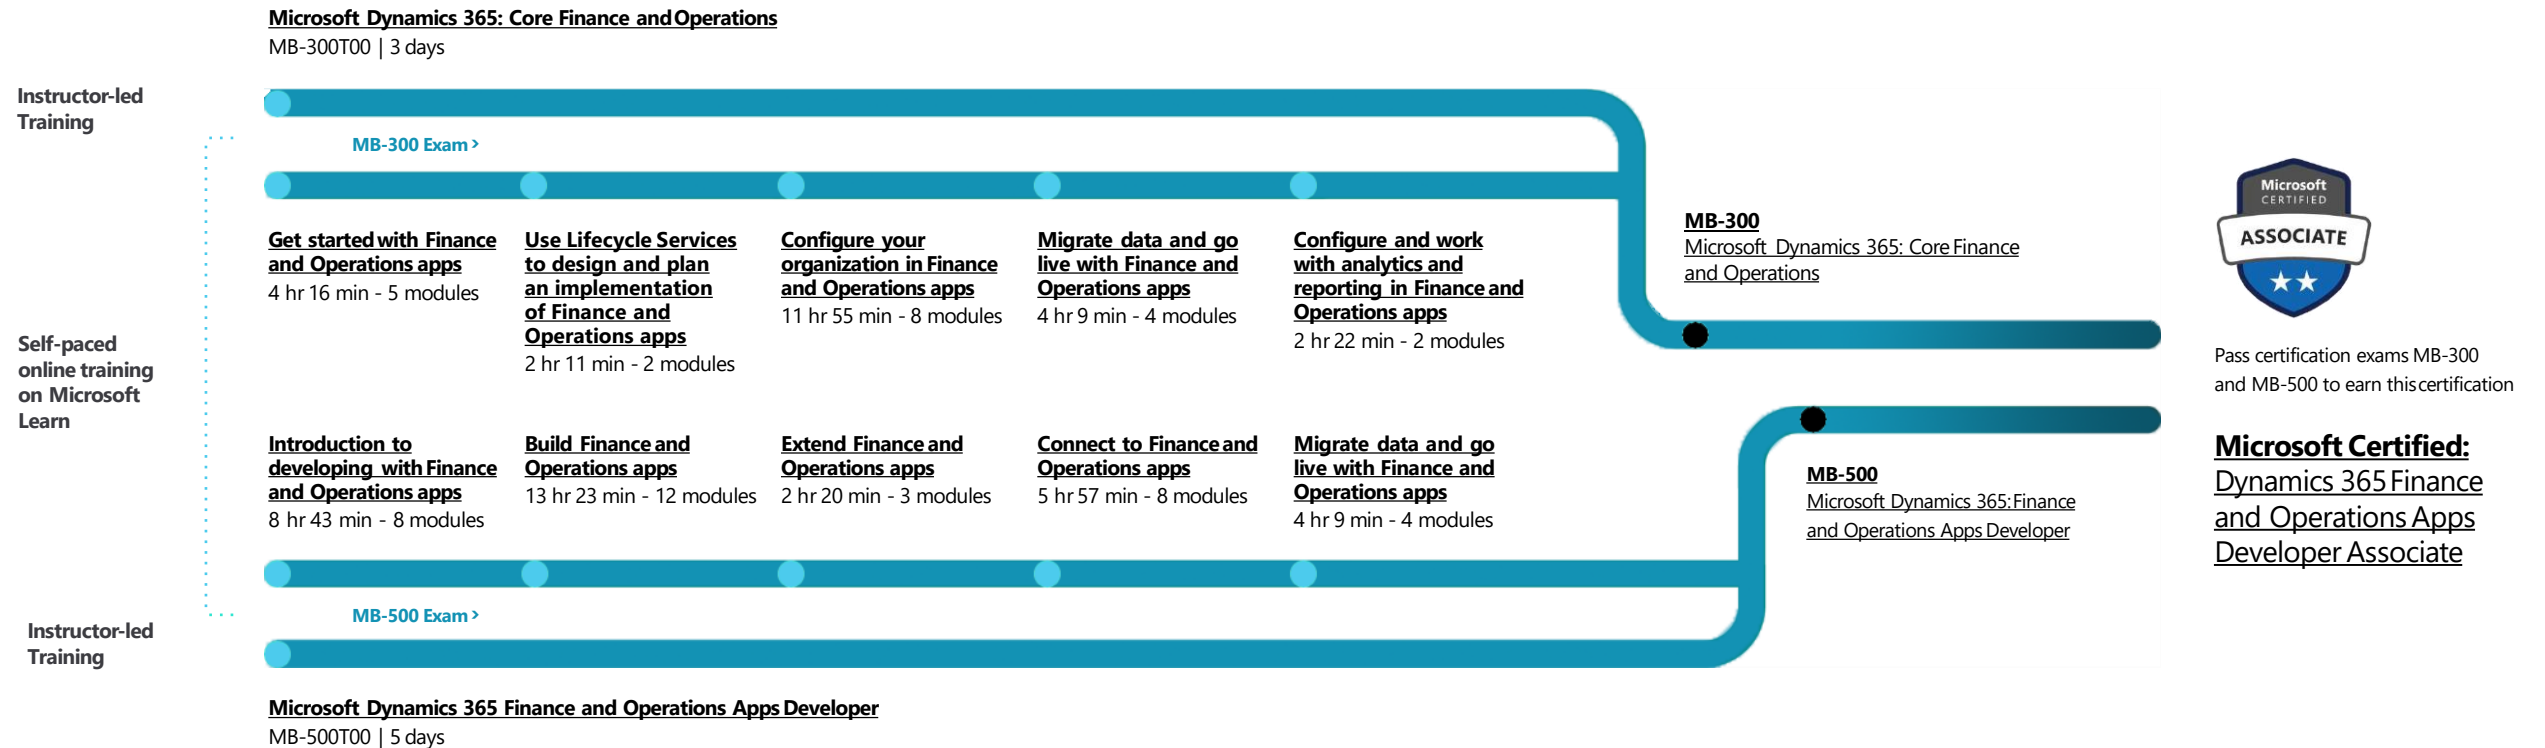 Microsoft Dynamics 365: Core Finance and Operations
MB-300T00 | 3 days
Instructor-led
Training
MB-300 Exam >
Get started with Finance
and Operations apps
4 hr 16 min - 5 modules
Use Lifecycle Services
to design and plan
an implementation
of Finance and
Operations apps
2 hr 11 min - 2 modules
Configure your
organization in Finance
and Operations apps
11 hr 55 min - 8 modules
Migrate data and go
live with Finance and
Operations apps
4 hr 9 min - 4 modules
Configure and work
with analytics and
reporting in Finance and
Operations apps
2 hr 22 min - 2 modules
MB-300
Microsoft Dynamics 365: Core Finance
and Operations
Microsoft
CERTIFIED
ASSOCIATE
Pass certification exams MB-300
and MB-500 to earn this certification
Microsoft Certified:
Dynamics 365 Finance
and Operations Apps
Developer Associate
Self-paced
online training
on Microsoft
Learn
Introduction to
developing with Finance
and Operations apps
8 hr 43 min - 8 modules
Build Finance and
Operations apps
13 hr 23 min - 12 modules
Extend Finance and
Operations apps
2 hr 20 min - 3 modules
Connect to Finance and
Operations apps
5 hr 57 min - 8 modules
Migrate data and go
live with Finance and
Operations apps
4 hr 9 min - 4 modules
MB-500
Microsoft Dynamics 365: Finance
and Operations Apps Developer
MB-500 Exam >
Instructor-led
Training
Microsoft Dynamics 365 Finance and Operations Apps Developer
MB-500T00 | 5 days